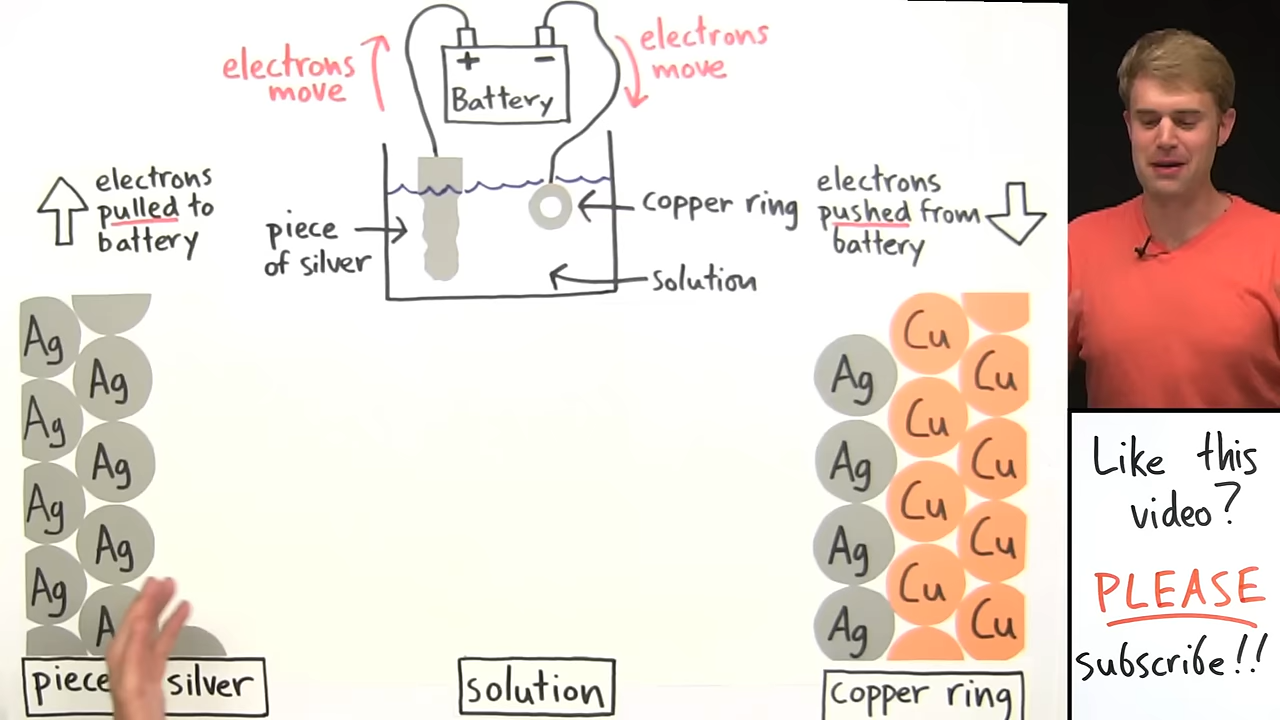 electrons
move
+ −
Battery
electrons
move
electrons
pulled to
battery
piece
of silver
copper ring
solution
electrons
pushed from
battery
Ag
Ag
Ag
Ag
Ag
Ag
Ag
A
Ag
Ag
Ag
Ag
Cu
Cu
Cu
Cu
Cu
Cu
Cu
Cu
piece silver
solution
copper ring
Like this
video?
PLEASE
subscribe!!